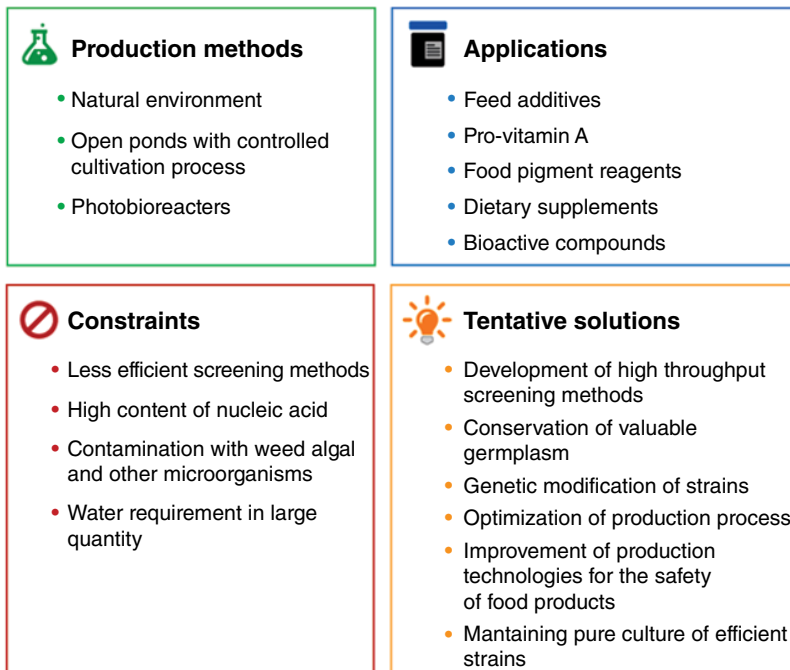 Production methods
• Natural environment
• Open ponds with controlled
cultivation process
• Photobioreacters
Applications
• Feed additives
• Pro-vitamin A
• Food pigment reagents
• Dietary supplements
• Bioactive compounds
Constraints
• Less efficient screening methods
• High content of nucleic acid
• Contamination with weed algal
and other microorganisms
• Water requirement in large
quantity
Tentative solutions
• Development of high throughput
screening methods
• Conservation of valuable
germplasm
• Genetic modification of strains
• Optimization of production process
• Improvement of production
technologies for the safety
of food products
• Mantaining pure culture of efficient
strains